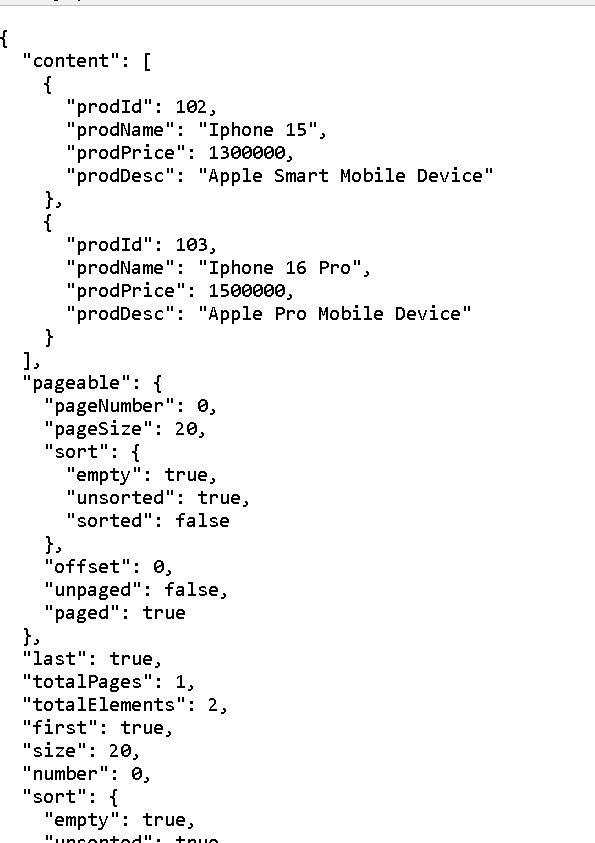 {
  "content": [
    {
      "prodId": 102,
      "prodName": "Iphone 15",
      "prodPrice": 1300000,
      "prodDesc": "Apple Smart Mobile Device"
    },
    {
      "prodId": 103,
      "prodName": "Iphone 16 Pro",
      "prodPrice": 1500000,
      "prodDesc": "Apple Pro Mobile Device"
    }
  ],
  "pageable": {
    "pageNumber": 0,
    "pageSize": 20,
    "sort": {
      "empty": true,
      "unsorted": true,
      "sorted": false
    },
    "offset": 0,
    "unpaged": false,
    "paged": true
  },
  "last": true,
  "totalPages": 1,
  "totalElements": 2,
  "first": true,
  "size": 20,
  "number": 0,
  "sort": {
    "empty": true,
    "unsorted": true